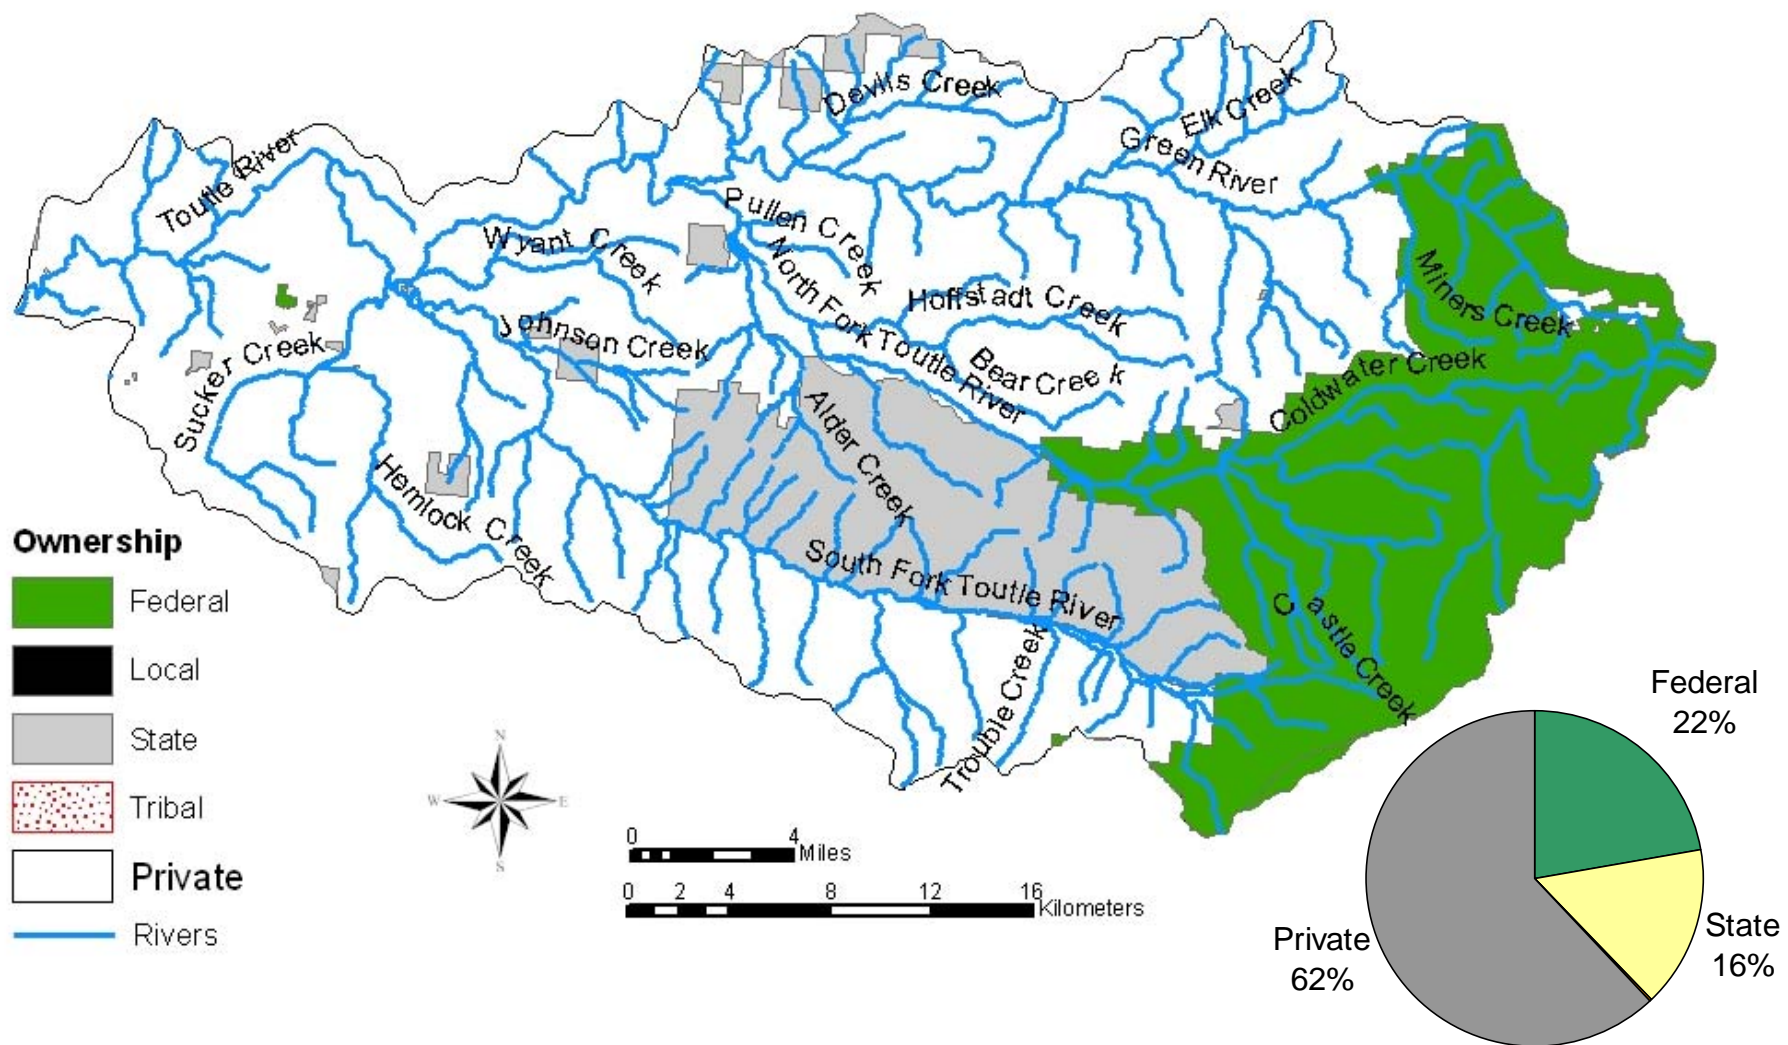 Devils Creek
Elk Creek
Green River
Toutle River
Pullen Creek
Wyant Creek
North Fork Toutle River
Hoffstadt Creek
Miners Creek
Johnson Creek
Sucker Creek
Bear Creek
Coldwater Creek
Alder Creek
Hemlock Creek
South Fork Toutle River
Castle Creek
Trouble Creek
Ownership
Federal
Local
State
Tribal
Private
Rivers
N
W E
S
0 4
Miles
0 2 4 8 12 16
Kilometers
Federal
22%
State
16%
Private
62%